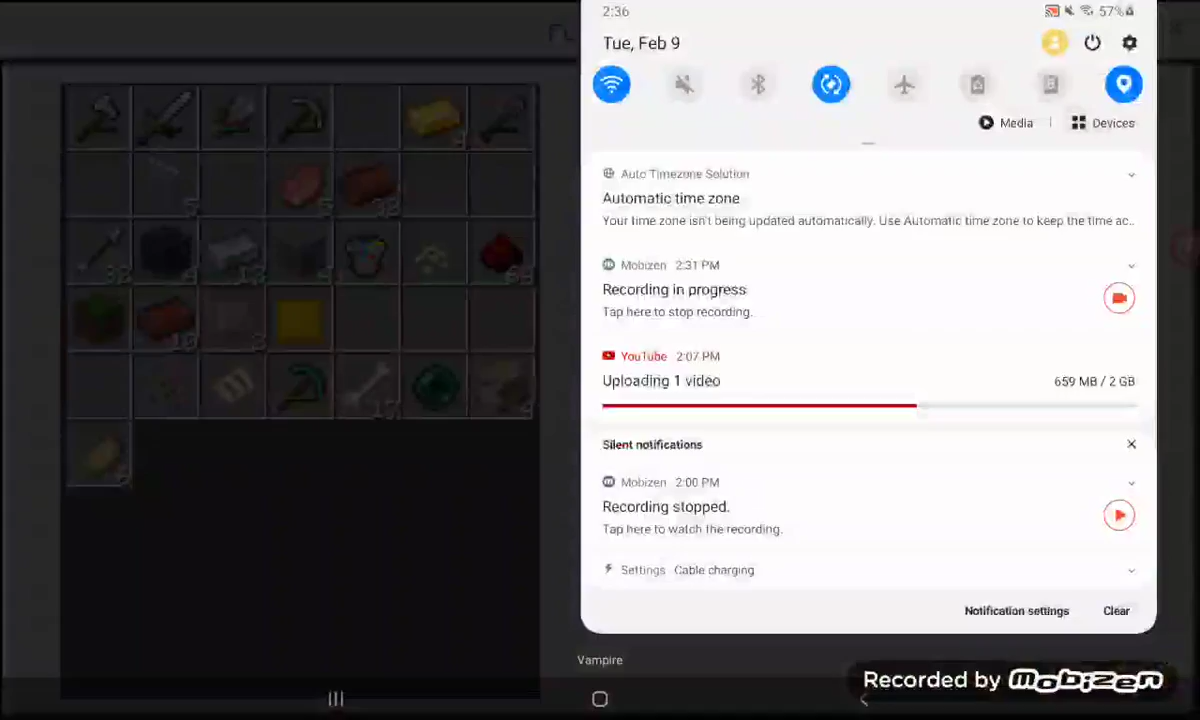 2:36
57%
Tue, Feb 9
Media
Devices
Auto Timezone Solution
Automatic time zone
Your time zone isn't being updated automatically. Use Automatic time zone to keep the time ac..
Mobizen 2:31 PM
Recording in progress
Tap here to stop recording.
YouTube 2:07 PM
Uploading 1 video
659 MB / 2 GB
Silent notifications
Mobizen 2:00 PM
Recording stopped.
Tap here to watch the recording.
Settings Cable charging
Notification settings
Clear
Vampire
Recorded by mobizen